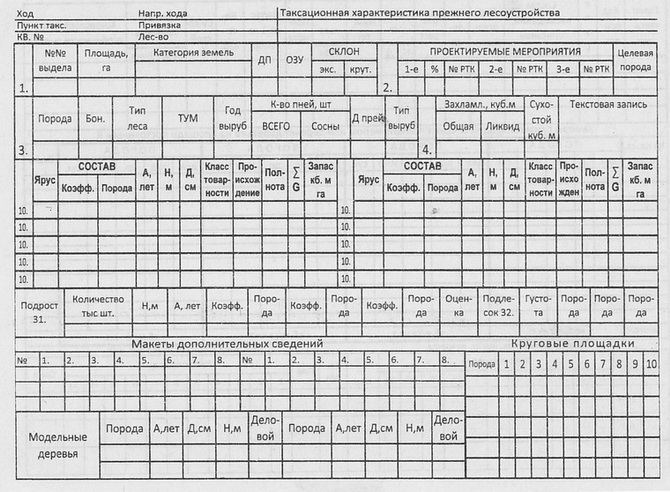 Ход Напр. хода Таксационная характеристика прежнего лесоустройства
Пункт такс. Привязка
КВ. № Лес-во
1. №№ выдела Площадь, га Категория земель ДП ОЗУ СКЛОН экс. крут.
2. ПРОЕКТИРУЕМЫЕ МЕРОПРИЯТИЯ Целевая порода
1-е % № РТК 2-е № РТК 3-е № РТК
3. Порода Бон. Тип леса ТУМ Год выруб К-во пней, шт ВСЕГО Сосны Д пней Тип выруб
4. Захламл., куб.м Общая Ликвид Сухостой куб. м Текстовая запись
Ярус СОСТАВ Коэфф. Порода А, лет Н, м Д, см Класс товарности Происхождение Полнота ∑ G Запас кб. м га
Ярус СОСТАВ Коэфф. Порода А, лет Н, м Д, см Класс товарности Происхожден Полнота ∑ G Запас кб. м га
10. 10.
10. 10.
10. 10.
10. 10.
10. 10.
Подрост 31. Количество тыс шт. Н,м А, лет Коэфф. Порода Коэфф. Порода Коэфф. Порода Оценка Подлесок 32. Густота Порода Порода Порода
Макеты дополнительных сведений Круговые площадки
№ 1. 2. 3. 4. 5. 6. 7. 8. № 1. 2. 3. 4. 5. 6. 7. 8.
Порода 1 2 3 4 5 6 7 8 9 10
Модельные деревья Порода А,лет Д,см Н,м Деловой Порода А,лет Д,см Н,м Деловой